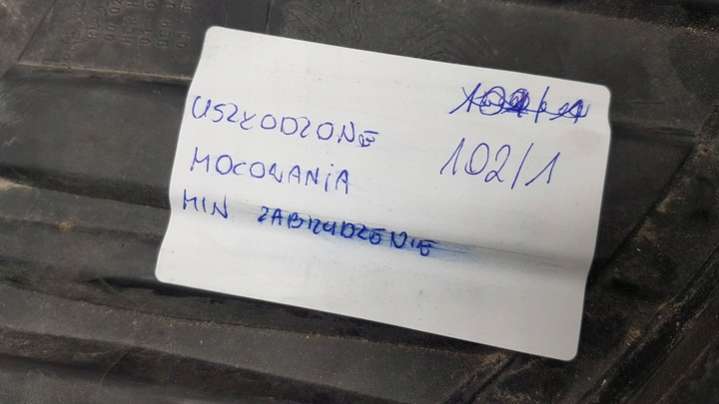 USZKODZONE
102/1
MOCOWANIA
MIN ZABRUDZENIE